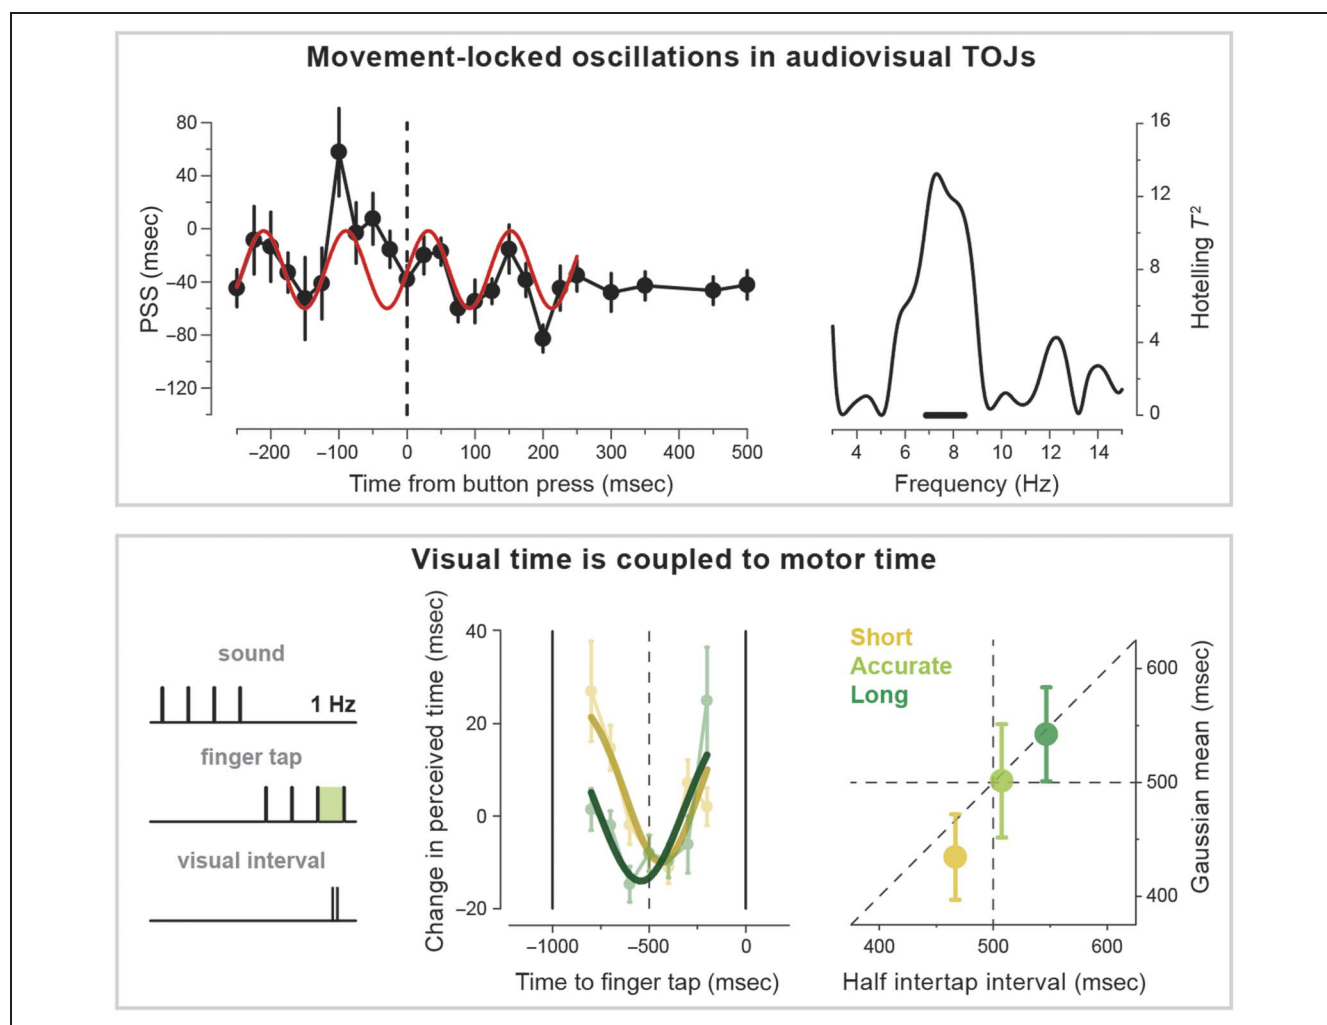 Movement-locked oscillations in audiovisual TOJs
PSS (msec)
80
40
0
−40
−80
−120
−200 −100 0 100 200 300 400 500
Time from button press (msec)
16
12
8
4
0
Hotelling T²
4 6 8 10 12 14
Frequency (Hz)
Visual time is coupled to motor time
sound
1 Hz
finger tap
visual interval
Change in perceived time (msec)
40
20
0
−20
−1000 −500 0
Time to finger tap (msec)
Short
Accurate
Long
600
500
400
Gaussian mean (msec)
400 500 600
Half intertap interval (msec)